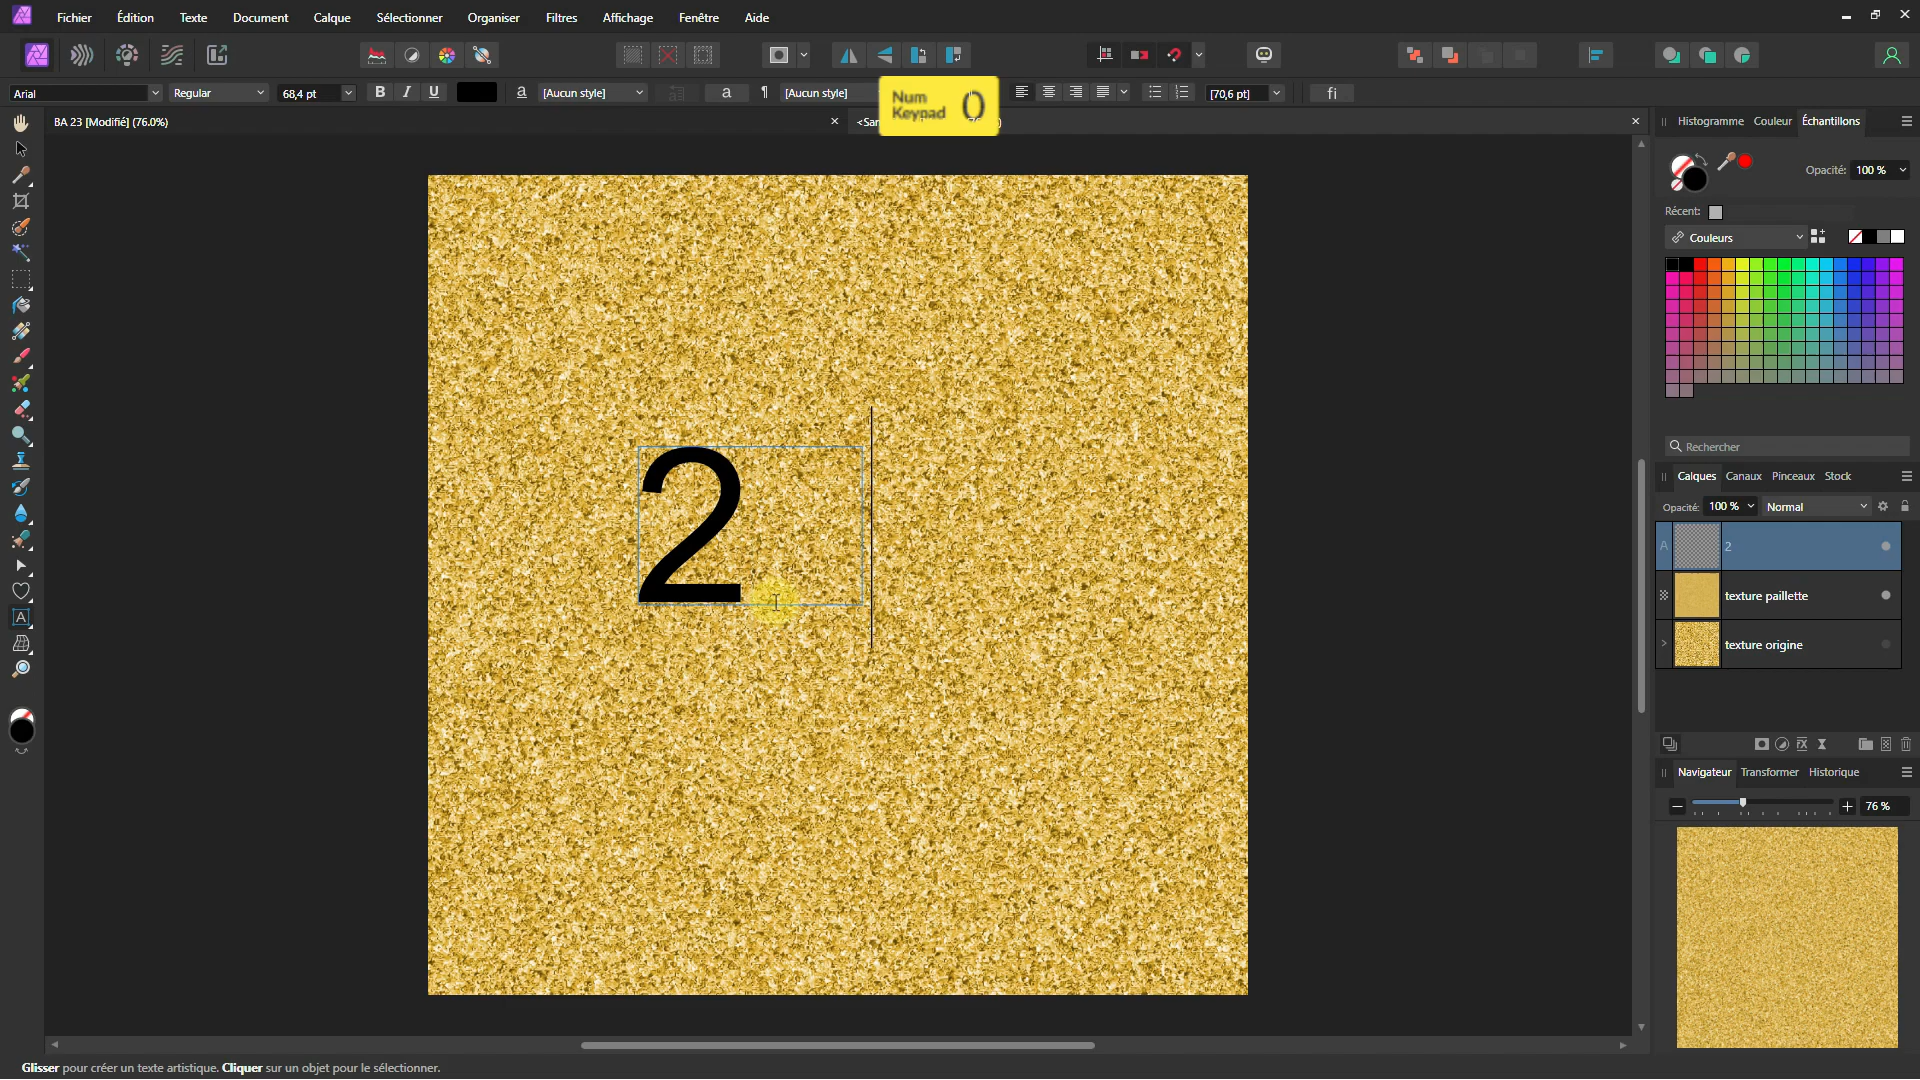 Fichier Édition Texte Document Calque Sélectionner Organiser Filtres Affichage Fenêtre Aide
Arial Regular 68,4 pt B I U a [Aucun style] a ¶ [Aucun style] [70,6 pt] fi
Num
Keypad 0
BA 23 [Modifié] (76.0%)
Histogramme Couleur Échantillons
Opacité: 100 %
Récent:
Couleurs
2
Rechercher
Calques Canaux Pinceaux Stock
Opacité: 100 % Normal
A 2
texture paillette
texture origine
Navigateur Transformer Historique
76 %
Glisser pour créer un texte artistique. Cliquer sur un objet pour le sélectionner.